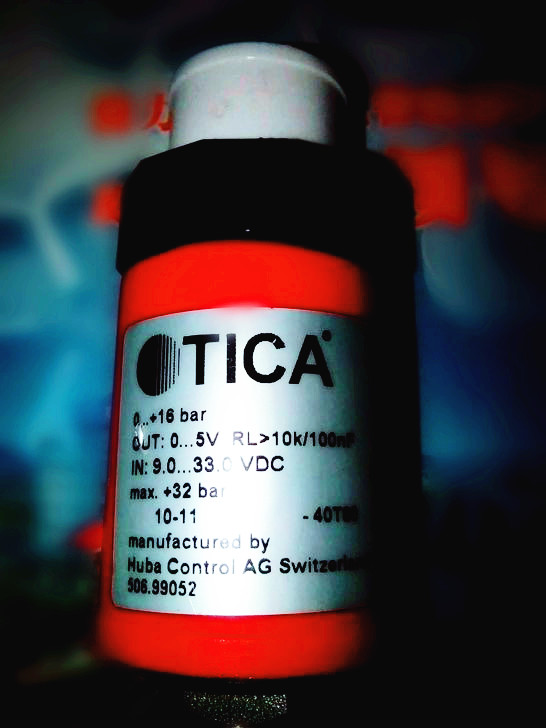 TICA
0...+16 bar
OUT: 0...5V RL>10k/100nF
IN: 9.0...33.0 VDC
max. +32 bar
10-11 - 40T
manufactured by
Huba Control AG
506.99052